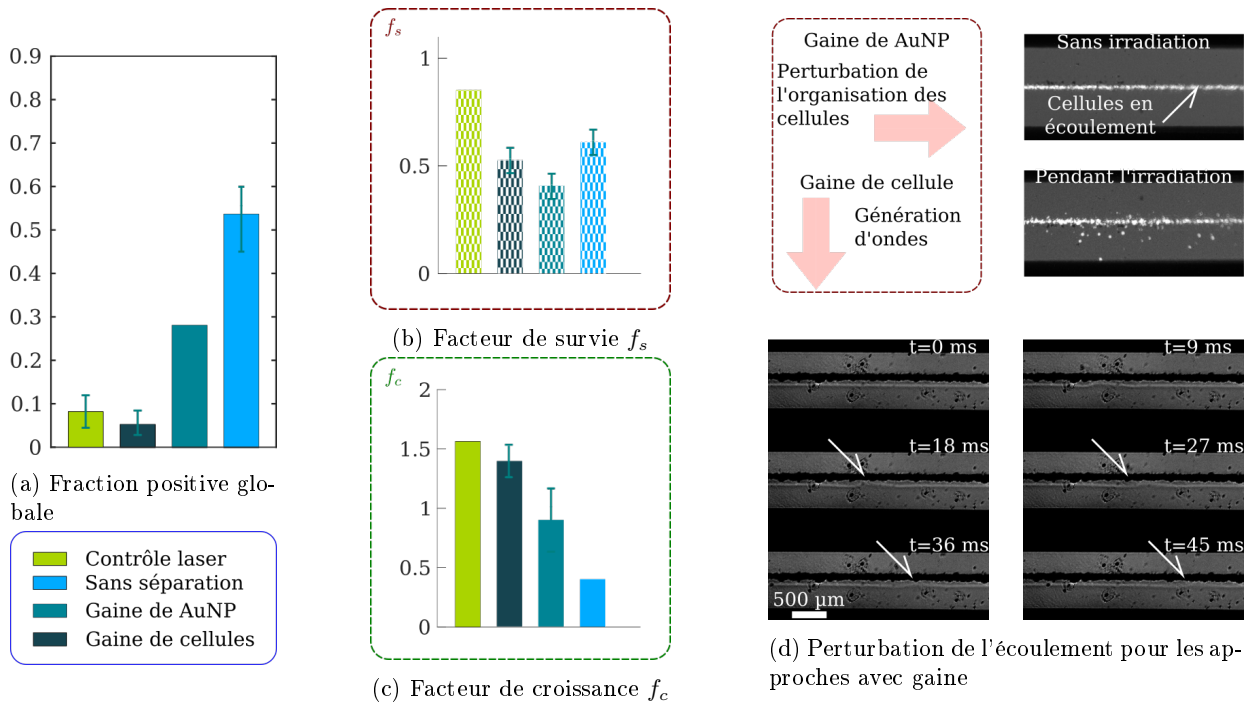 0.9
0.8
0.7
0.6
0.5
0.4
0.3
0.2
0.1
0
(a) Fraction positive glo-
bale
Contrôle laser
Sans séparation
Gaine de AuNP
Gaine de cellules
fs
1
0.5
0
(b) Facteur de survie fs
fc
2
1.5
1
0.5
0
(c) Facteur de croissance fc
Gaine de AuNP
Perturbation de
l'organisation des
cellules
Gaine de cellule
Génération
d'ondes
Sans irradiation
Cellules en
écoulement
Pendant l'irradiation
t=0 ms
t=9 ms
t=18 ms
t=27 ms
t=36 ms
t=45 ms
500 µm
(d) Perturbation de l'écoulement pour les ap-
proches avec gaine